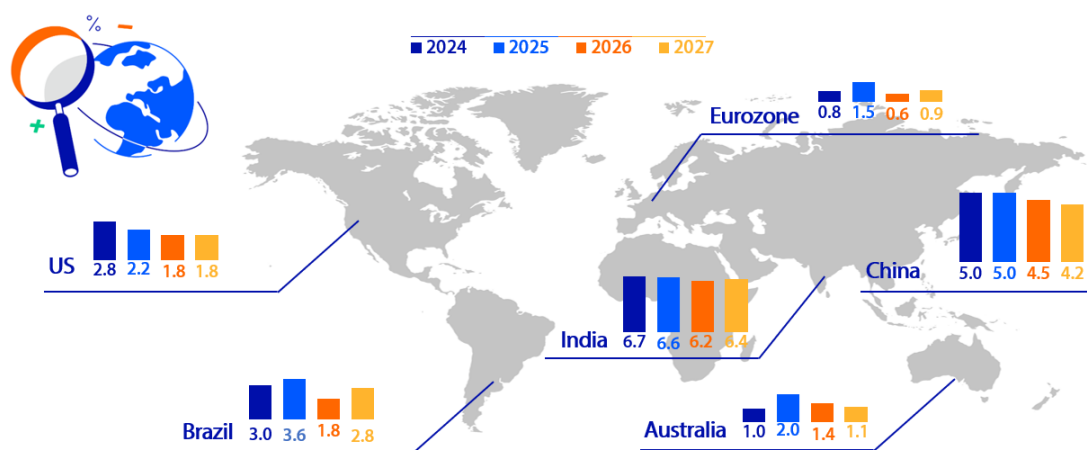 % −
+
2024 2025 2026 2027
Eurozone
0.8 1.5 0.6 0.9
US
2.8 2.2 1.8 1.8
China
5.0 5.0 4.5 4.2
India
6.7 6.6 6.2 6.4
Brazil
3.0 3.6 1.8 2.8
Australia
1.0 2.0 1.4 1.1